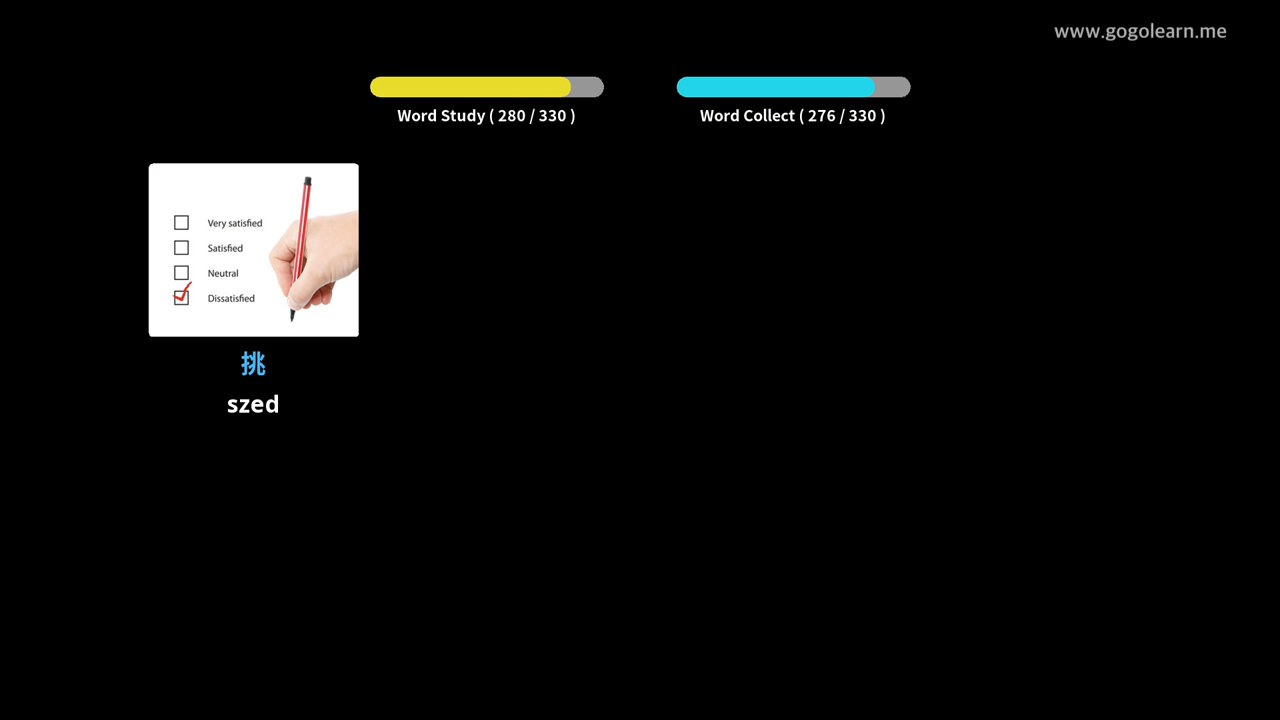 www.gogolearn.me
Word Study ( 280 / 330 )
Word Collect ( 276 / 330 )
Very satisfied
Satisfied
Neutral
Dissatisfied
挑
szed